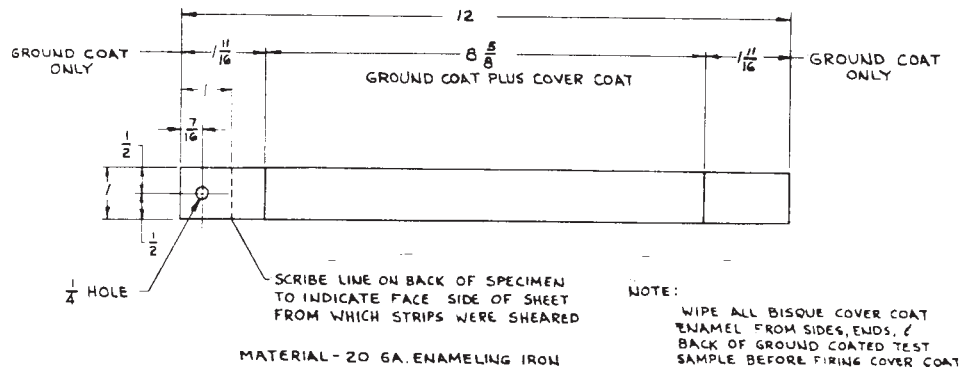 12
GROUND COAT
ONLY
1 11/16
8 5/8
1 11/16
GROUND COAT
ONLY
GROUND COAT PLUS COVER COAT
1
7/16
1/2
1
1/2
1/4 HOLE
SCRIBE LINE ON BACK OF SPECIMEN
TO INDICATE FACE SIDE OF SHEET
FROM WHICH STRIPS WERE SHEARED
NOTE:
WIPE ALL BISQUE COVER COAT
ENAMEL FROM SIDES, ENDS, &
BACK OF GROUND COATED TEST
SAMPLE BEFORE FIRING COVER COAT
MATERIAL-20 GA. ENAMELING IRON